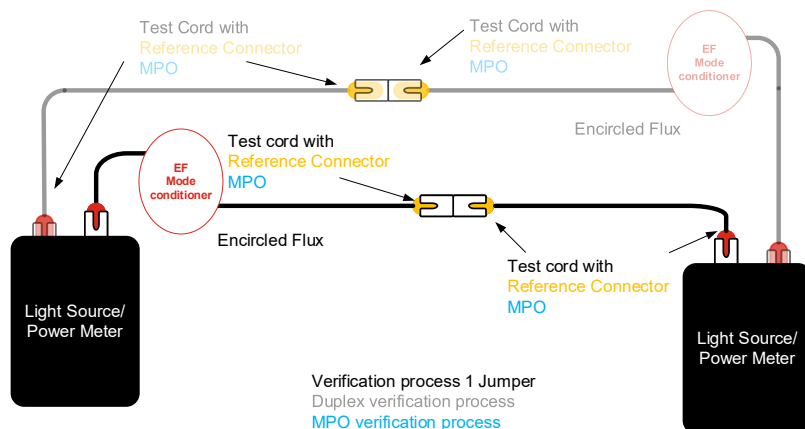 Test Cord with
Reference Connector
MPO
Test Cord with
Reference Connector
MPO
EF
Mode
conditioner
Encircled Flux
EF
Mode
conditioner
Test cord with
Reference Connector
MPO
Encircled Flux
Test cord with
Reference Connector
MPO
Light Source/
Power Meter
Light Source/
Power Meter
Verification process 1 Jumper
Duplex verification process
MPO verification process